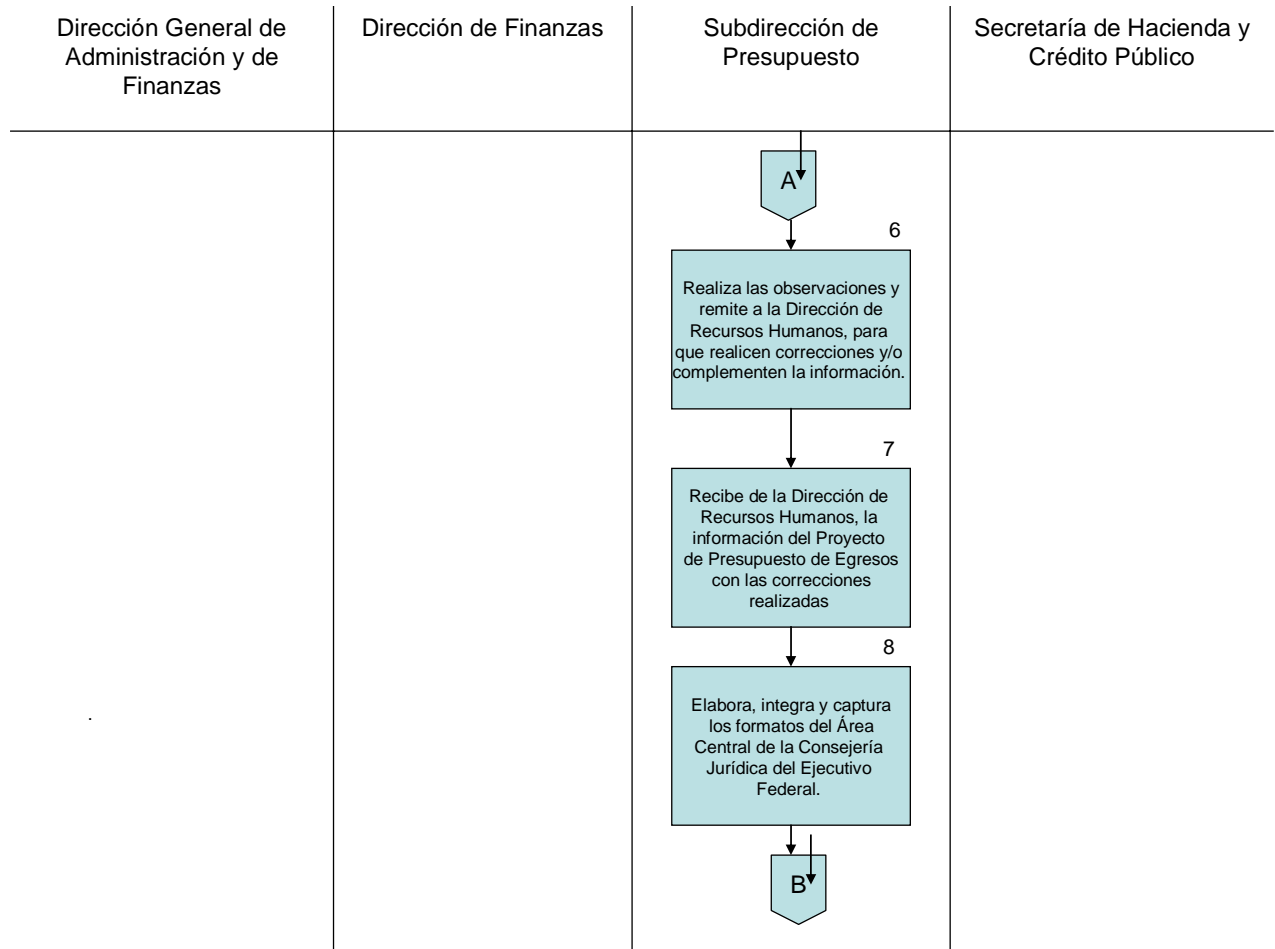 Dirección General de
Administración y de
Finanzas
Dirección de Finanzas
Subdirección de
Presupuesto
Secretaría de Hacienda y
Crédito Público
A
6
Realiza las observaciones y
remite a la Dirección de
Recursos Humanos, para
que realicen correcciones y/o
complementen la información.
7
Recibe de la Dirección de
Recursos Humanos, la
información del Proyecto
de Presupuesto de Egresos
con las correcciones
realizadas
8
Elabora, integra y captura
los formatos del Área
Central de la Consejería
Jurídica del Ejecutivo
Federal.
.
B